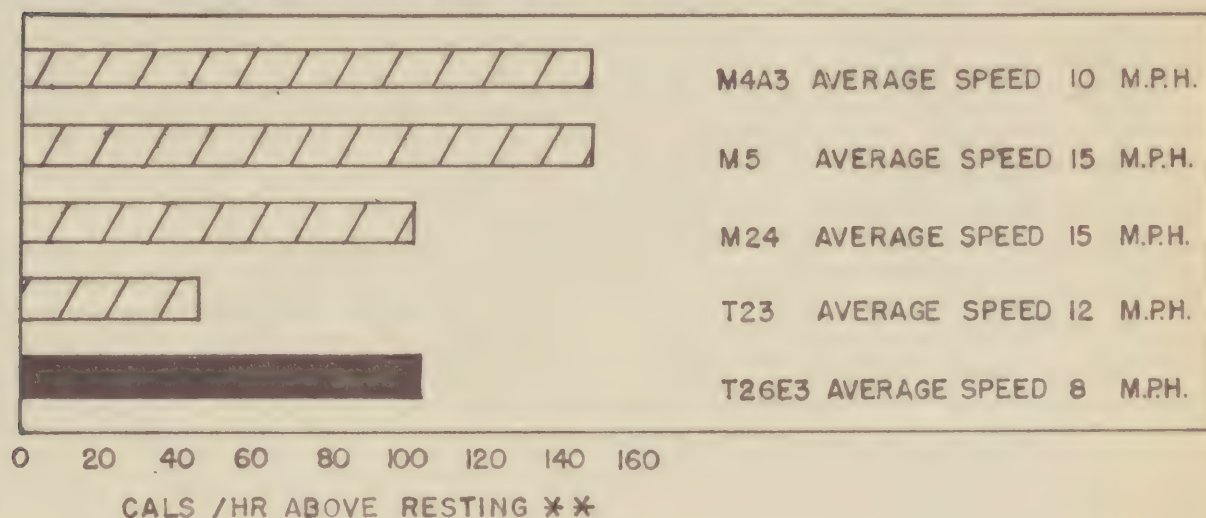 M4A3 AVERAGE SPEED 10 M.P.H.
M5 AVERAGE SPEED 15 M.P.H.
M24 AVERAGE SPEED 15 M.P.H.
T23 AVERAGE SPEED 12 M.P.H.
T26E3 AVERAGE SPEED 8 M.P.H.
0 20 40 60 80 100 120 140 160
CALS /HR ABOVE RESTING **